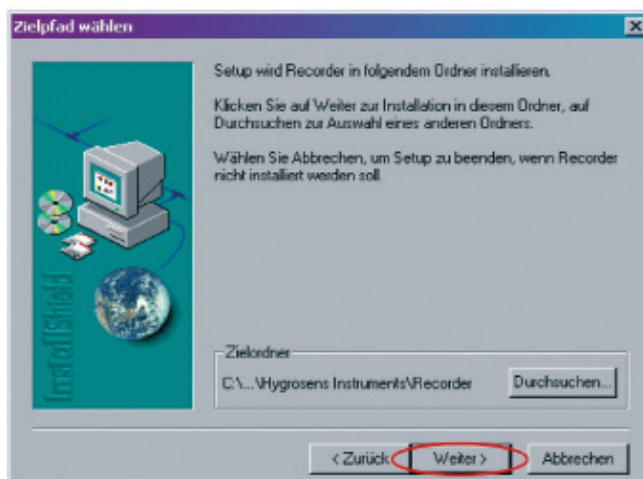 Zielpfad wählen
Setup wird Recorder in folgendem Ordner installieren.
Klicken Sie auf Weiter zur Installation in diesem Ordner, auf
Durchsuchen zur Auswahl eines anderen Ordners.
Wählen Sie Abbrechen, um Setup zu beenden, wenn Recorder
nicht installiert werden soll.
InstallShield
Zielordner
C:\...\Hygrosens Instruments\Recorder
Durchsuchen...
< Zurück
Weiter >
Abbrechen